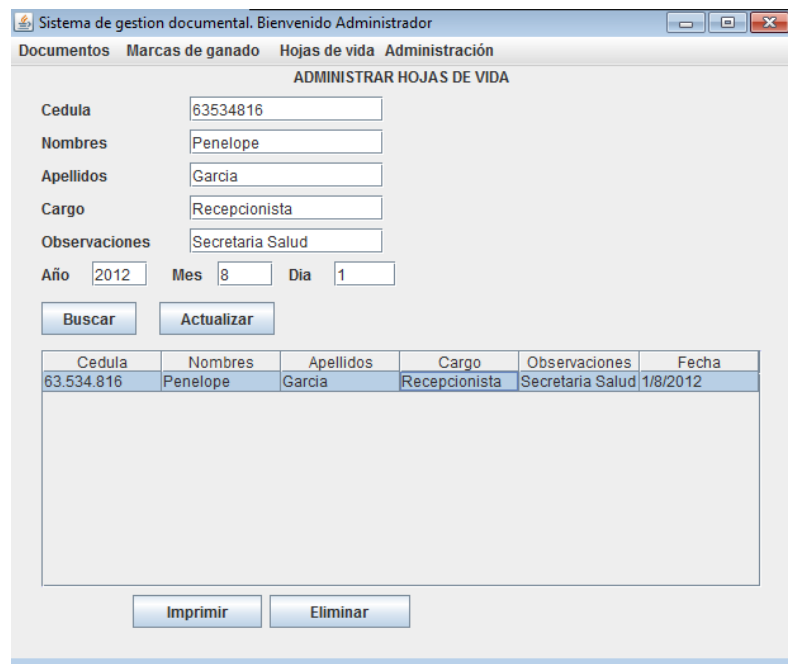 Sistema de gestion documental. Bienvenido Administrador
Documentos Marcas de ganado Hojas de vida Administración
ADMINISTRAR HOJAS DE VIDA
Cedula 63534816
Nombres Penelope
Apellidos Garcia
Cargo Recepcionista
Observaciones Secretaria Salud
Año 2012 Mes 8 Dia 1
Buscar Actualizar
Cedula Nombres Apellidos Cargo Observaciones Fecha
63.534.816 Penelope Garcia Recepcionista Secretaria Salud 1/8/2012
Imprimir Eliminar